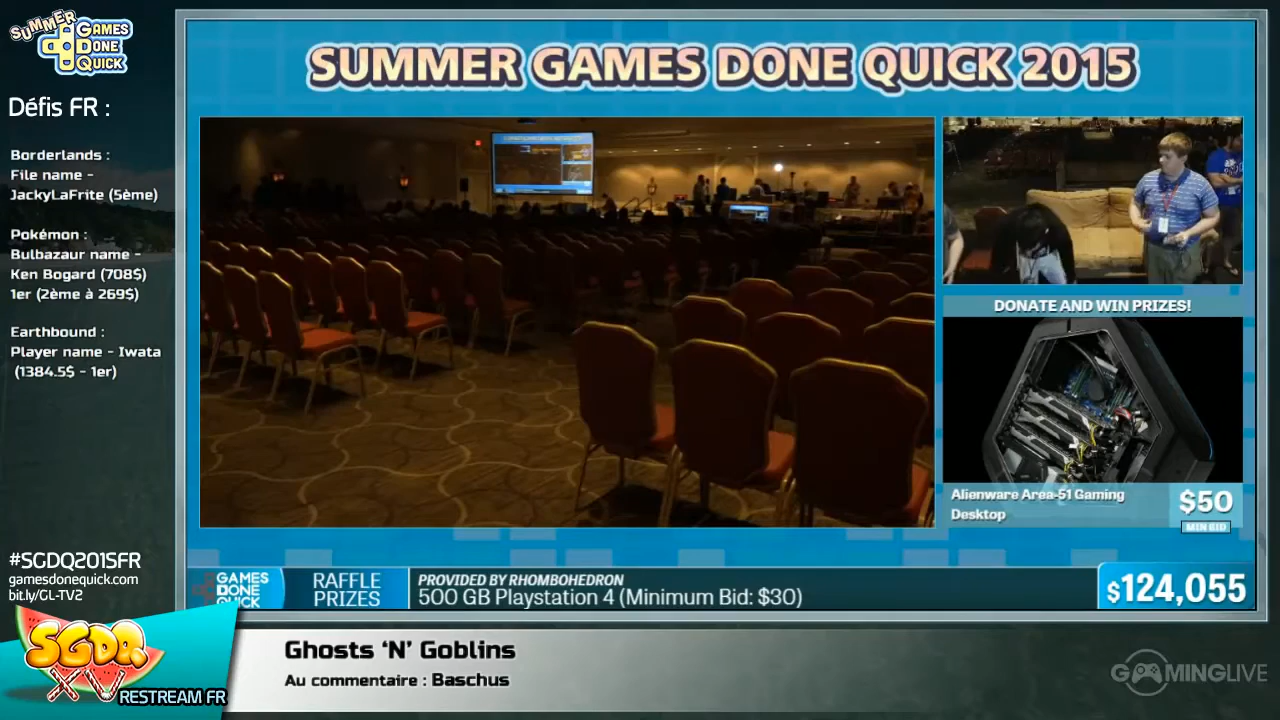 SUMMER
GAMES
DONE
QUICK
Défis FR :
Borderlands :
File name -
JackyLaFrite (5ème)
Pokémon :
Bulbazaur name -
Ken Bogard (708$)
1er (2ème à 269$)
Earthbound :
Player name - Iwata
(1384.5$ - 1er)
#SGDQ2015FR
gamesdonequick.com
bit.ly/GL-TV2
SGDQ
XV
RESTREAM FR
SUMMER GAMES DONE QUICK 2015
DONATE AND WIN PRIZES!
Alienware Area-51 Gaming
Desktop
$50
MIN BID
GAMES
DONE
QUICK
RAFFLE
PRIZES
PROVIDED BY RHOMBOHEDRON
500 GB Playstation 4 (Minimum Bid: $30)
$124,055
Ghosts ‘N’ Goblins
Au commentaire : Baschus
GAMINGLIVE